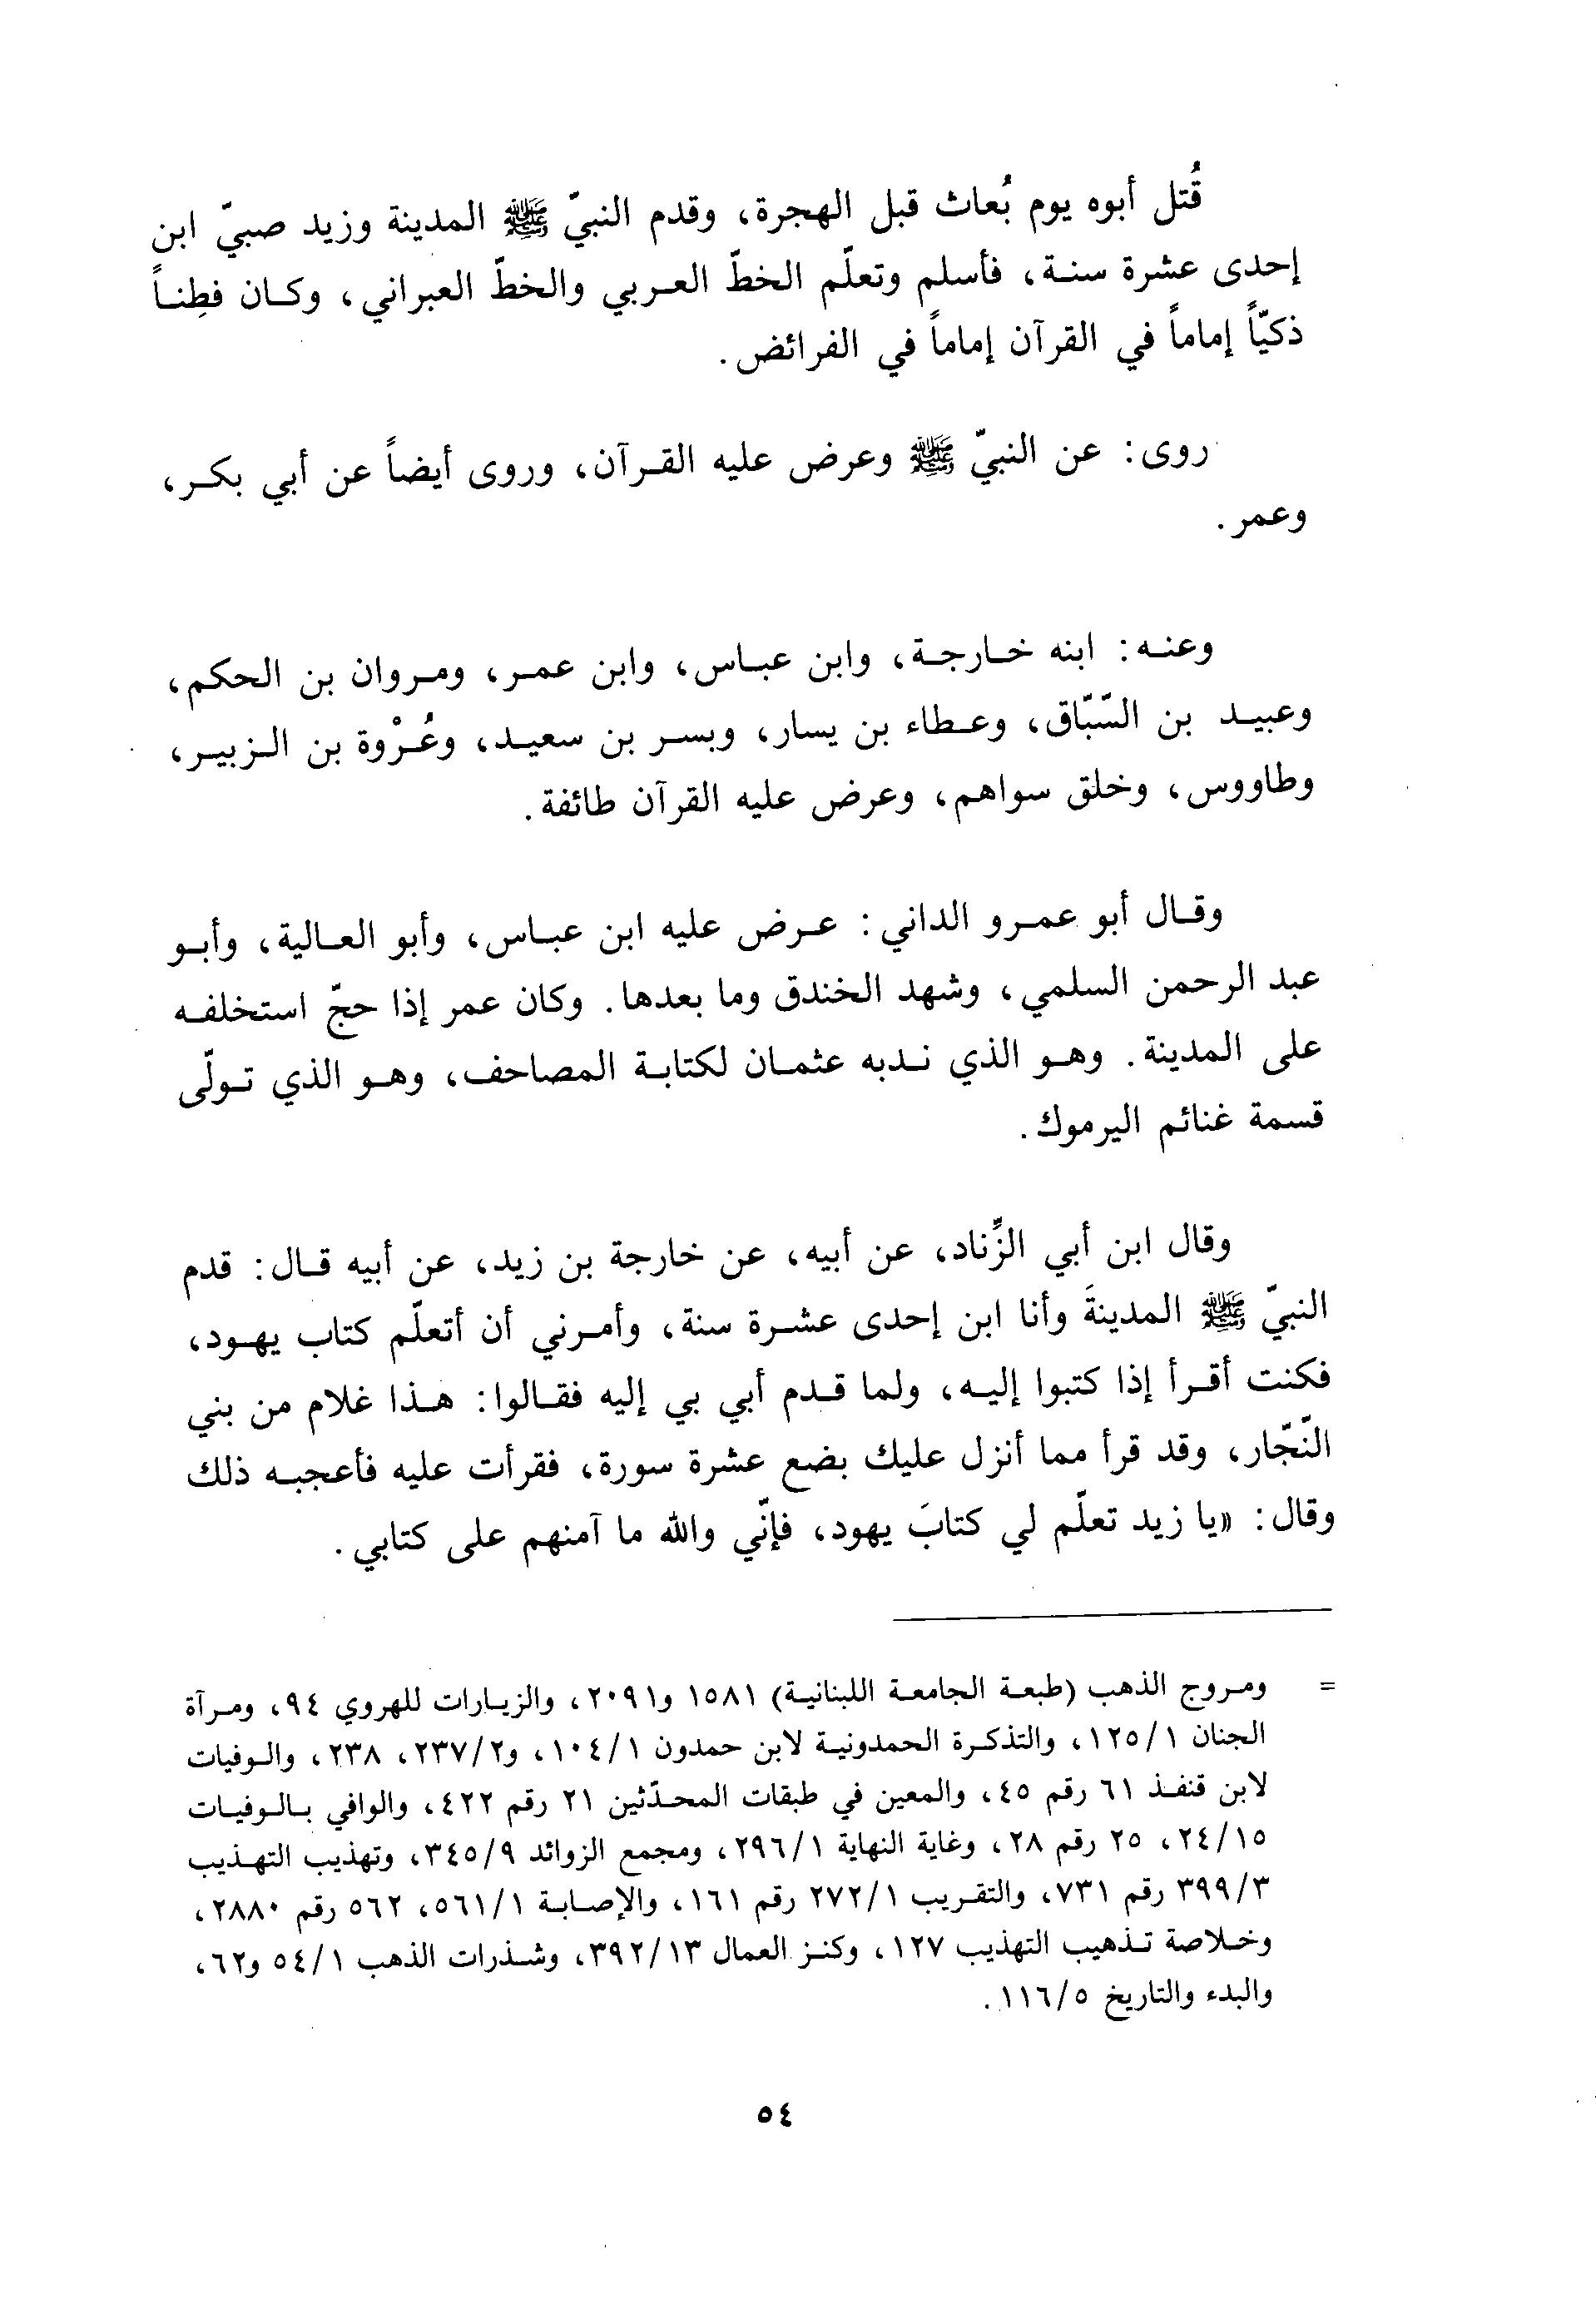 قُتل أبوه يوم بُعاث قبل الهجرة، وقدم النبيّ ﷺ المدينة وزيد صبيّ ابن
إحدى عشرة سنة، فأسلم وتعلّم الخطّ العربي والخطّ العبراني، وكان فطِناً
ذكيّاً إماماً في القرآن إماماً في الفرائض.
روى: عن النبيّ ﷺ وعرض عليه القرآن، وروى أيضاً عن أبي بكر،
وعمر.
وعنه: ابنه خارجة، وابن عباس، وابن عمر، ومروان بن الحكم،
وعبيد بن السّبّاق، وعطاء بن يسار، وبسر بن سعيد، وعُرْوة بن الزبير،
وطاووس، وخلق سواهم، وعرض عليه القرآن طائفة.
وقال أبو عمرو الداني: عرض عليه ابن عباس، وأبو العالية، وأبو
عبد الرحمن السلمي، وشهد الخندق وما بعدها. وكان عمر إذا حجّ استخلفه
على المدينة. وهو الذي ندبه عثمان لكتابة المصاحف، وهو الذي تولّى
قسمة غنائم اليرموك.
وقال ابن أبي الزِّناد، عن أبيه، عن خارجة بن زيد، عن أبيه قال: قدم
النبيّ ﷺ المدينةَ وأنا ابن إحدى عشرة سنة، وأمرني أن أتعلّم كتاب يهود،
فكنت أقرأ إذا كتبوا إليه، ولما قدم أبي بي إليه فقالوا: هذا غلام من بني
النّجّار، وقد قرأ مما أنزل عليك بضع عشرة سورة، فقرأت عليه فأعجبه ذلك
وقال: «يا زيد تعلّم لي كتابَ يهود، فإنّي والله ما آمنهم على كتابي.
= ومروج الذهب (طبعة الجامعة اللبنانية) ١٥٨١ و٢٠٩١، والزيارات للهروي ٩٤، ومرآة
الجنان ١/ ١٢٥، والتذكرة الحمدونية لابن حمدون ١/ ١٠٤، و٢/ ٢٣٧، ٢٣٨، والوفيات
لابن قنفذ ٦١ رقم ٤٥، والمعين في طبقات المحدّثين ٢١ رقم ٤٢٢، والوافي بالوفيات
١٥/ ٢٤، ٢٥ رقم ٢٨، وغاية النهاية ١/ ٢٩٦، ومجمع الزوائد ٩/ ٣٤٥، وتهذيب التهذيب
٣/ ٣٩٩ رقم ٧٣١، والتقريب ١/ ٢٧٢ رقم ١٦١، والإصابة ١/ ٥٦١، ٥٦٢ رقم ٢٨٨٠،
وخلاصة تذهيب التهذيب ١٢٧، وكنز العمال ١٣/ ٣٩٢، وشذرات الذهب ١/ ٥٤ و٦٢،
والبدء والتاريخ ٥/ ١١٦.
٥٤